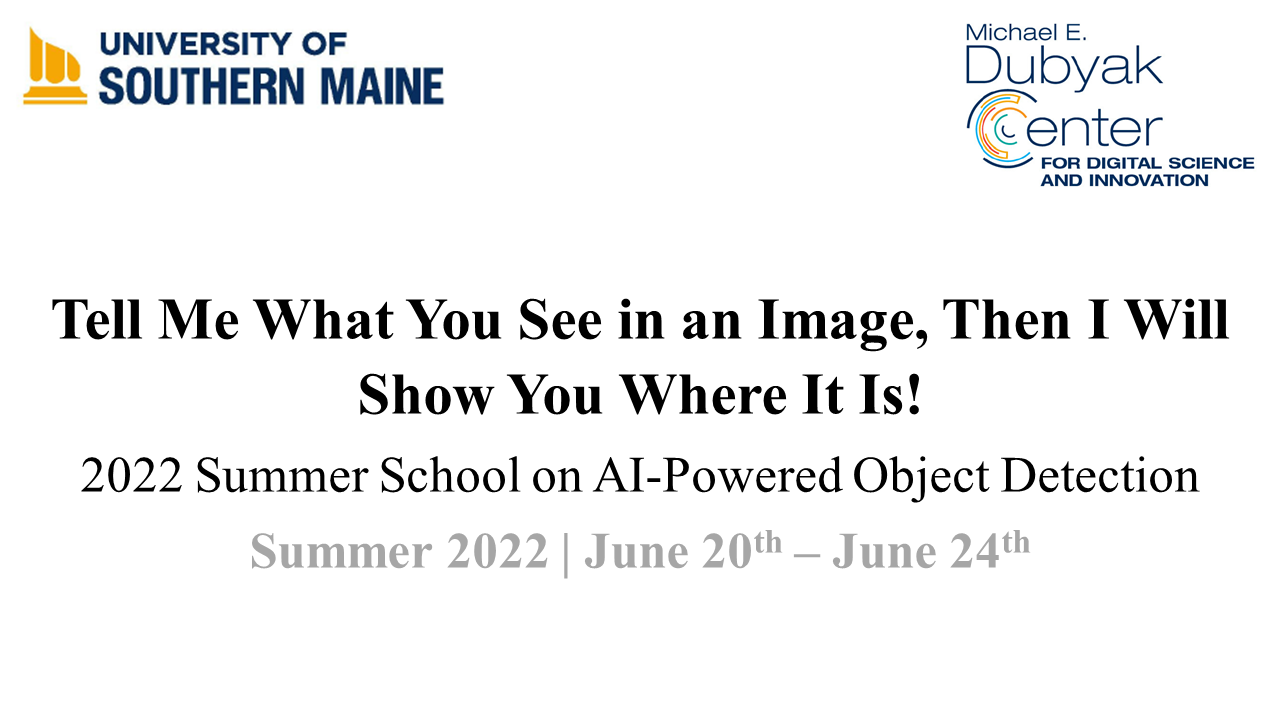 UNIVERSITY OF
SOUTHERN MAINE
Michael E.
Dubyak
Center
FOR DIGITAL SCIENCE
AND INNOVATION
Tell Me What You See in an Image, Then I Will
Show You Where It Is!
2022 Summer School on AI-Powered Object Detection
Summer 2022 | June 20th – June 24th